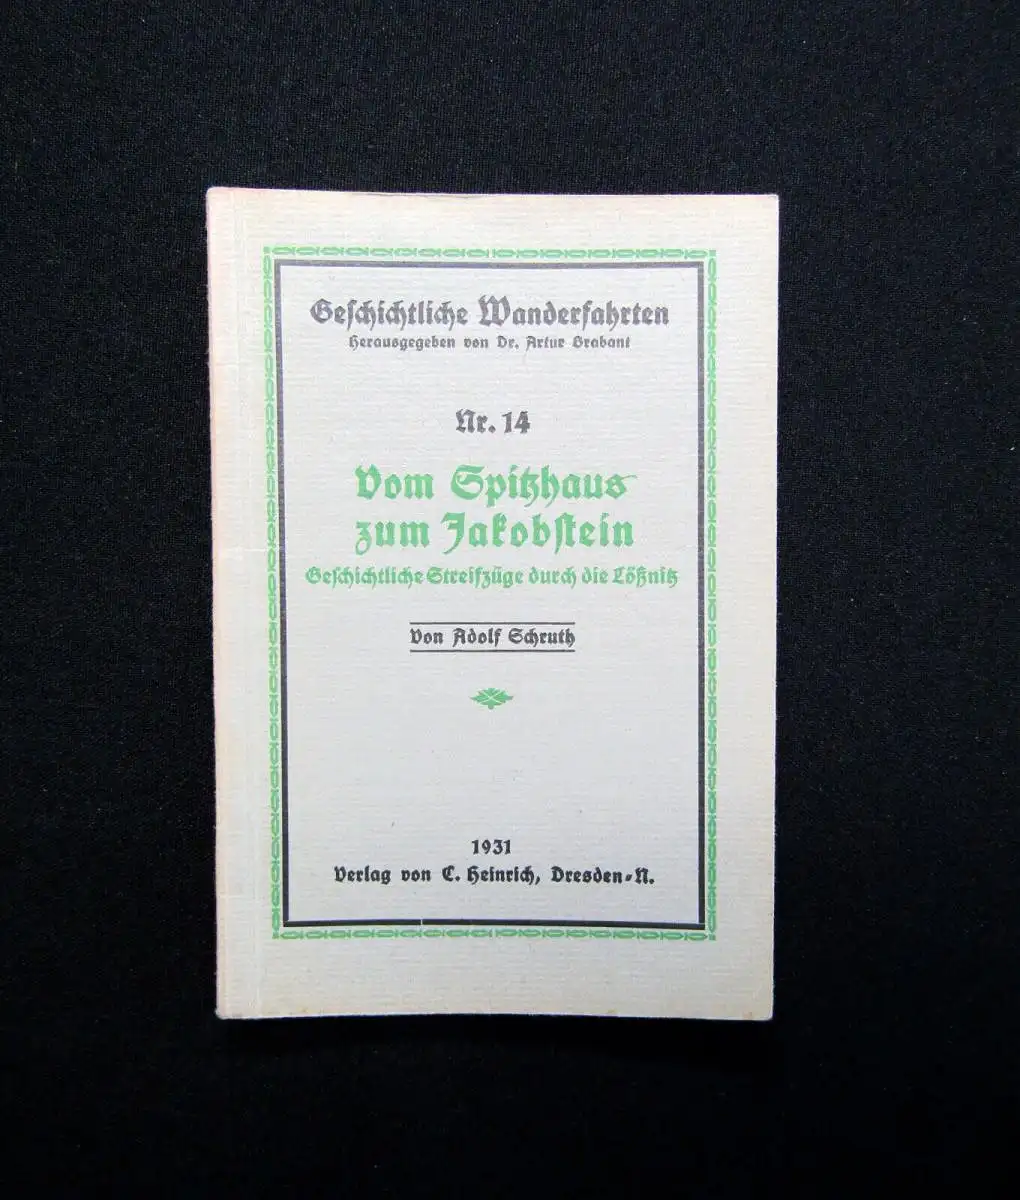 Geschichtliche Wanderfahrten
Herausgegeben von Dr. Artur Brabant
Nr. 14
Vom Spitzhaus
zum Jakobstein
Geschichtliche Streifzüge durch die Lößnitz
Von Adolf Schruth
1931
Verlag von C. Heinrich, Dresden-N.